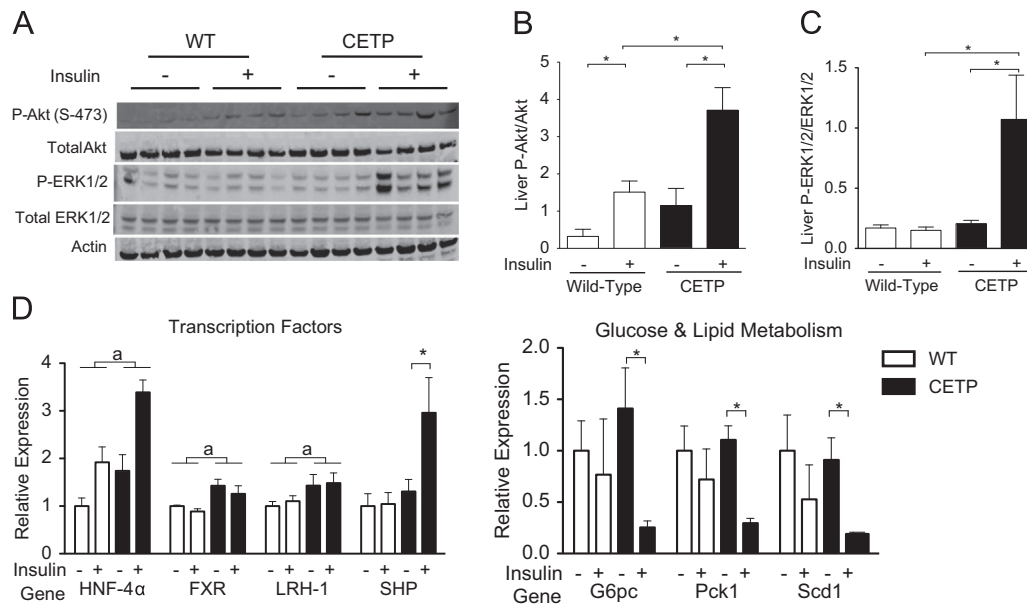 A
WT CETP
Insulin - + - +
P-Akt (S-473)
TotalAkt
P-ERK1/2
Total ERK1/2
Actin
B
Liver P-Akt/Akt
5
4
3
2
1
0
* * *
Insulin - + - +
Wild-Type CETP
C
Liver P-ERK1/2/ERK1/2
1.5
1.0
0.5
0.0
* *
Insulin - + - +
Wild-Type CETP
D
Transcription Factors
Relative Expression
4
3
2
1
0
a a a *
Insulin - + - + - + - + - + - + - + - +
Gene HNF-4α FXR LRH-1 SHP
Glucose & Lipid Metabolism
Relative Expression
2.0
1.5
1.0
0.5
0.0
* * *
Insulin - + - + - + - + - + - +
Gene G6pc Pck1 Scd1
WT
CETP